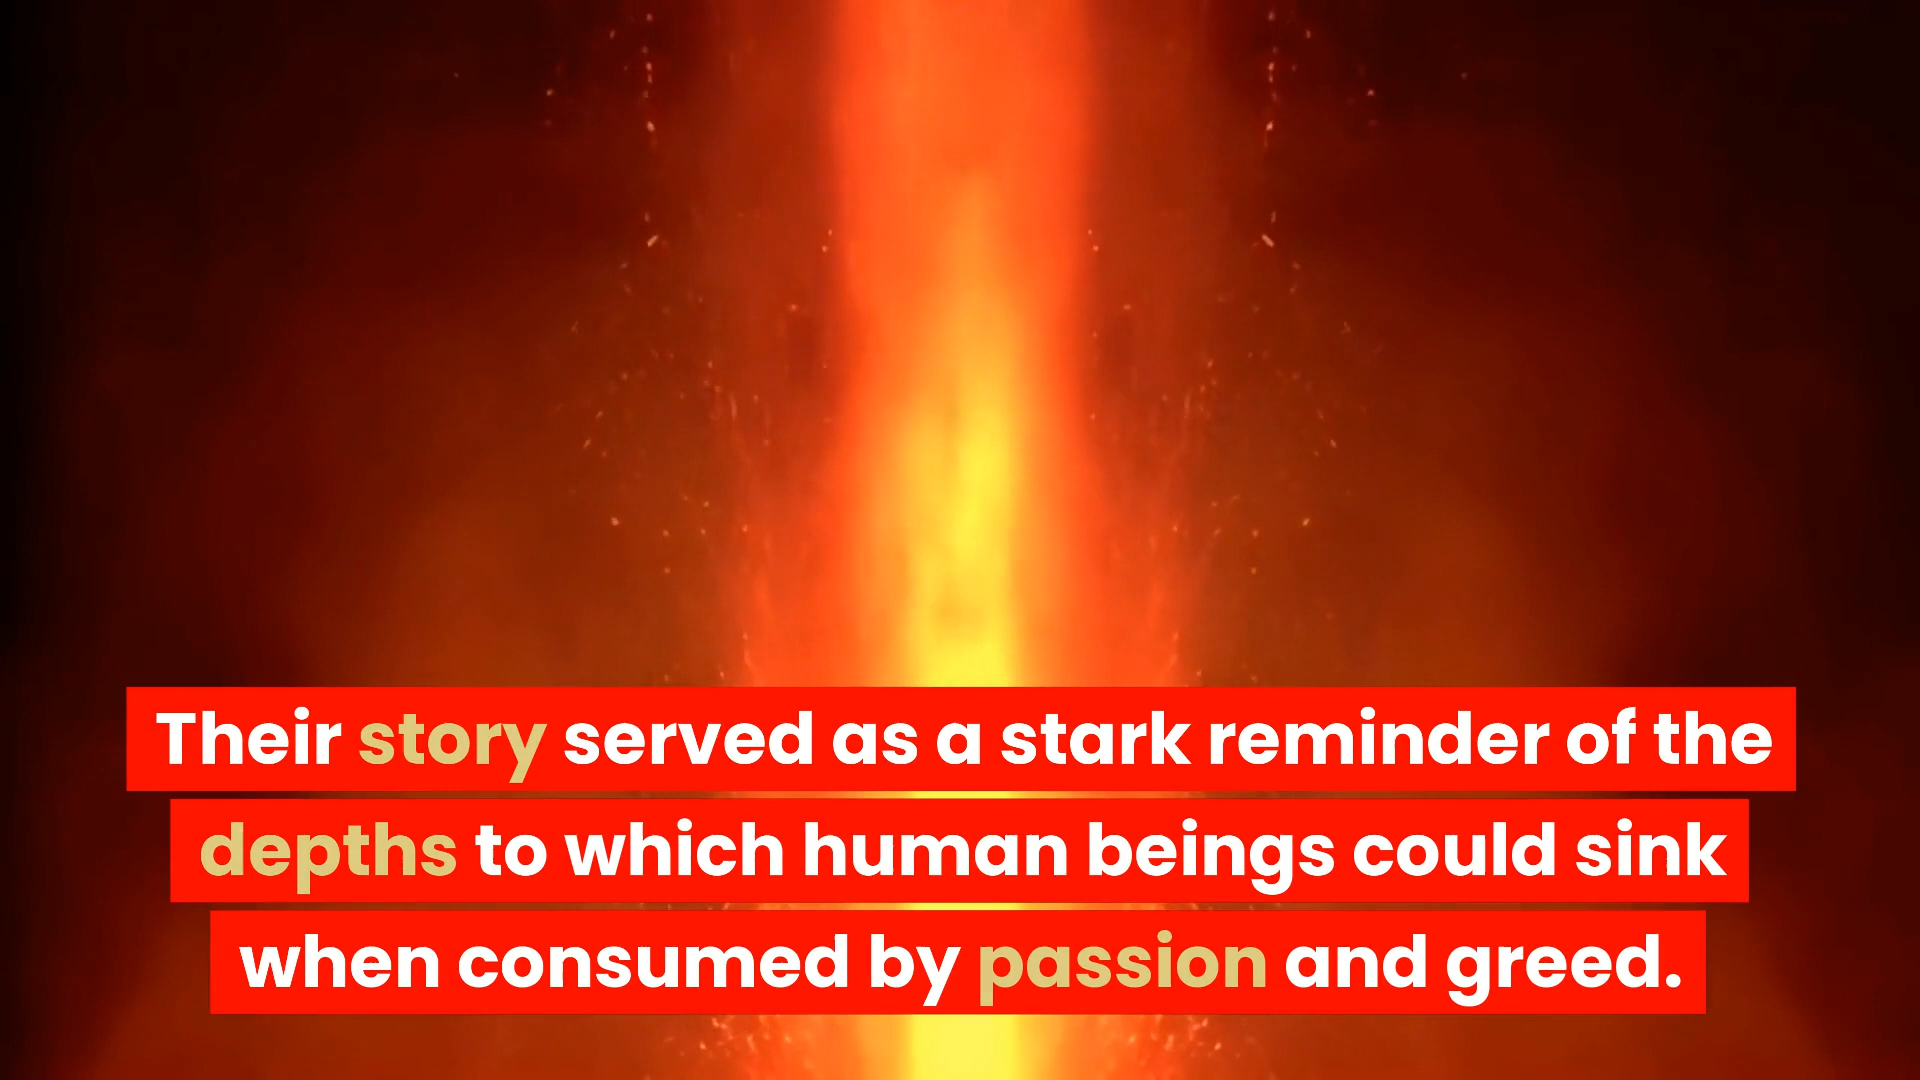 Their story served as a stark reminder of the
depths to which human beings could sink
when consumed by passion and greed.